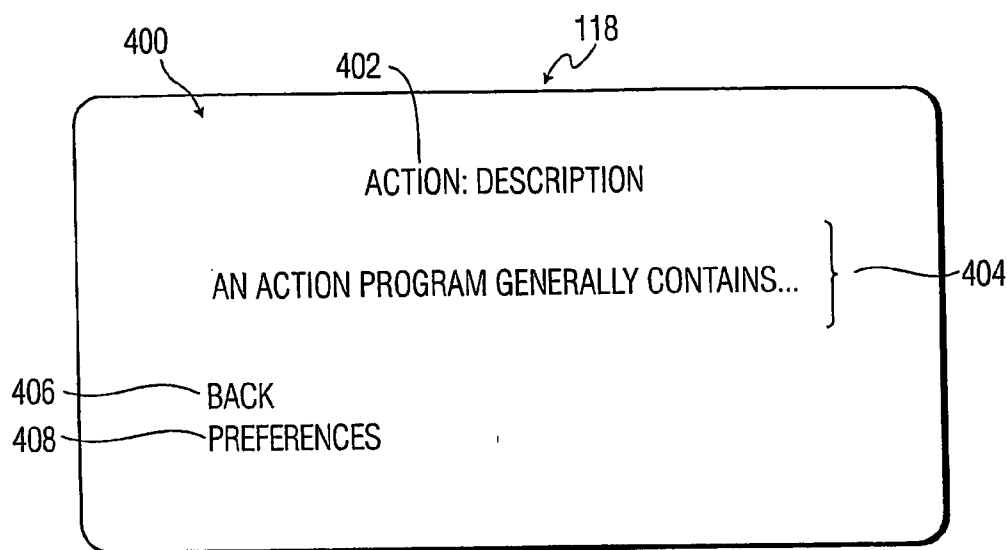 400
118
402
ACTION: DESCRIPTION
AN ACTION PROGRAM GENERALLY CONTAINS...
404
406
BACK
408
PREFERENCES